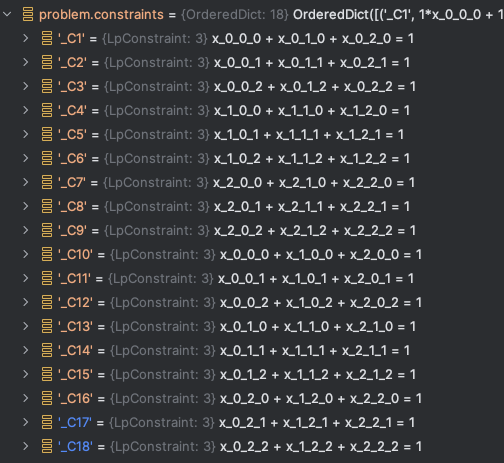 problem.constraints = {OrderedDict: 18} OrderedDict([('_C1', 1*x_0_0_0 + 1
'_C1' = {LpConstraint: 3} x_0_0_0 + x_0_1_0 + x_0_2_0 = 1
'_C2' = {LpConstraint: 3} x_0_0_1 + x_0_1_1 + x_0_2_1 = 1
'_C3' = {LpConstraint: 3} x_0_0_2 + x_0_1_2 + x_0_2_2 = 1
'_C4' = {LpConstraint: 3} x_1_0_0 + x_1_1_0 + x_1_2_0 = 1
'_C5' = {LpConstraint: 3} x_1_0_1 + x_1_1_1 + x_1_2_1 = 1
'_C6' = {LpConstraint: 3} x_1_0_2 + x_1_1_2 + x_1_2_2 = 1
'_C7' = {LpConstraint: 3} x_2_0_0 + x_2_1_0 + x_2_2_0 = 1
'_C8' = {LpConstraint: 3} x_2_0_1 + x_2_1_1 + x_2_2_1 = 1
'_C9' = {LpConstraint: 3} x_2_0_2 + x_2_1_2 + x_2_2_2 = 1
'_C10' = {LpConstraint: 3} x_0_0_0 + x_1_0_0 + x_2_0_0 = 1
'_C11' = {LpConstraint: 3} x_0_0_1 + x_1_0_1 + x_2_0_1 = 1
'_C12' = {LpConstraint: 3} x_0_0_2 + x_1_0_2 + x_2_0_2 = 1
'_C13' = {LpConstraint: 3} x_0_1_0 + x_1_1_0 + x_2_1_0 = 1
'_C14' = {LpConstraint: 3} x_0_1_1 + x_1_1_1 + x_2_1_1 = 1
'_C15' = {LpConstraint: 3} x_0_1_2 + x_1_1_2 + x_2_1_2 = 1
'_C16' = {LpConstraint: 3} x_0_2_0 + x_1_2_0 + x_2_2_0 = 1
'_C17' = {LpConstraint: 3} x_0_2_1 + x_1_2_1 + x_2_2_1 = 1
'_C18' = {LpConstraint: 3} x_0_2_2 + x_1_2_2 + x_2_2_2 = 1